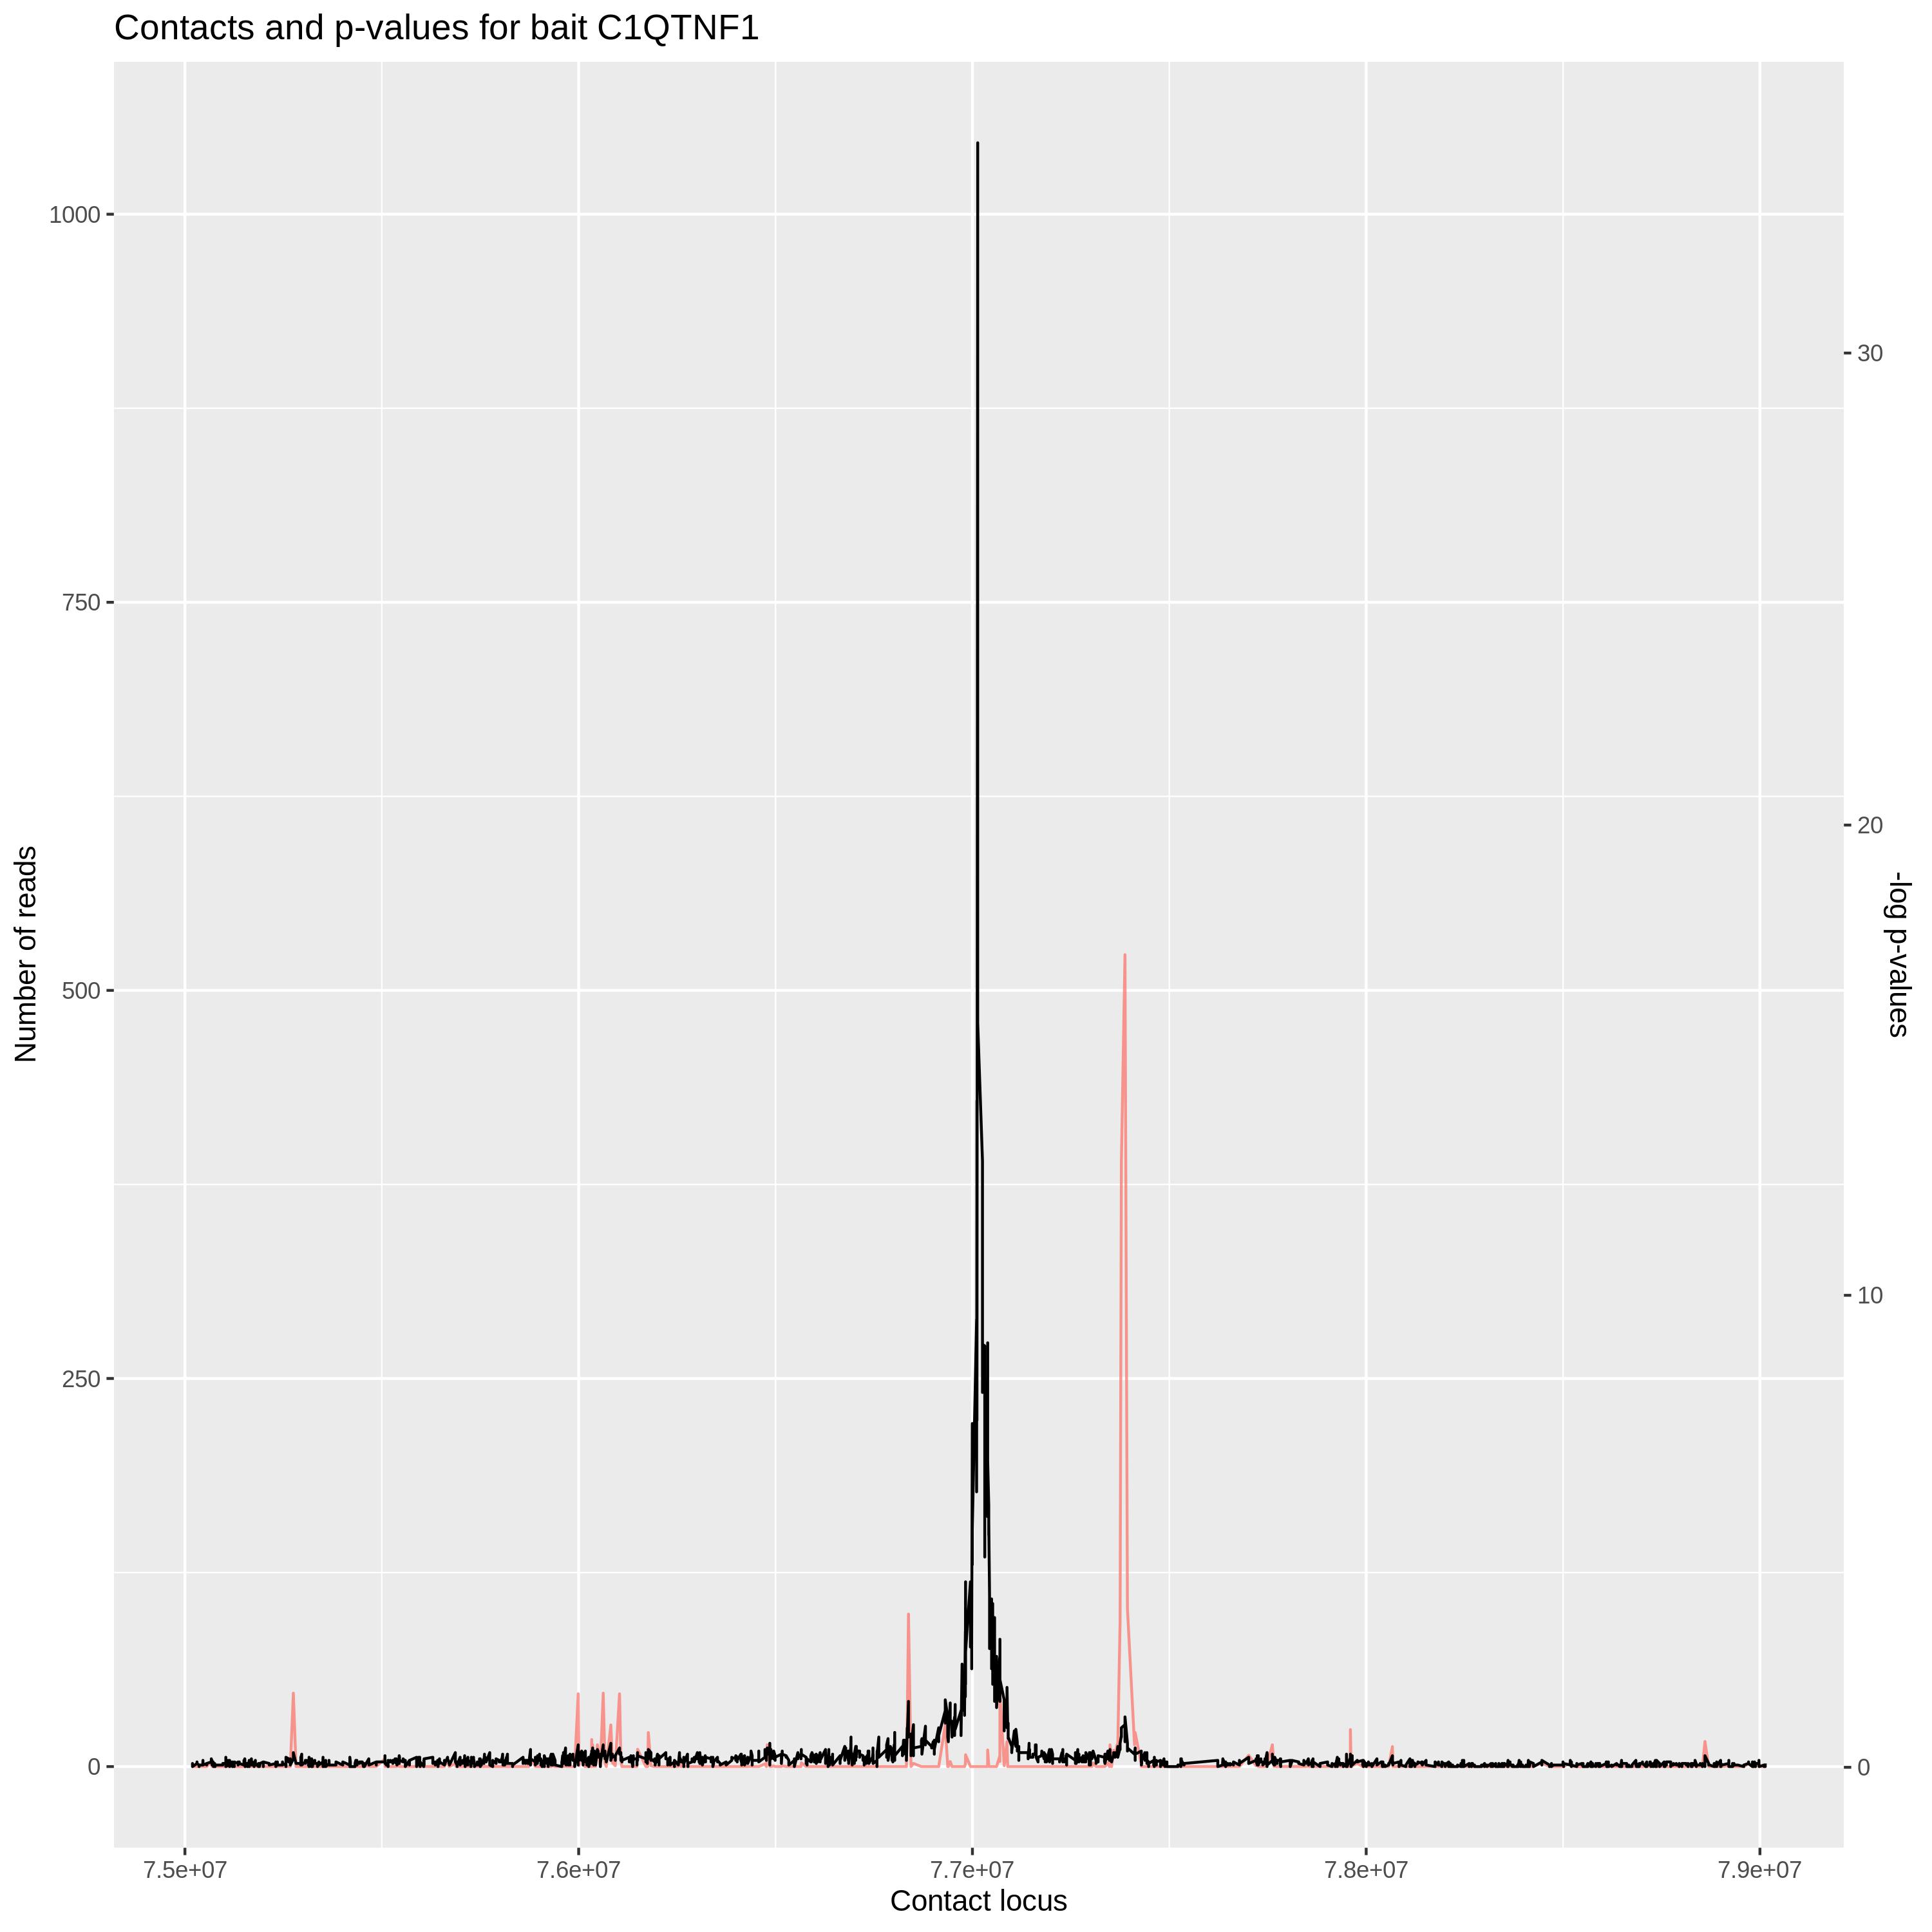 Contacts and p-values for bait C1QTNF1
1000
750
500
250
0
Number of reads
30
20
10
0
-log p-values
7.5e+07
7.6e+07
7.7e+07
7.8e+07
7.9e+07
Contact locus